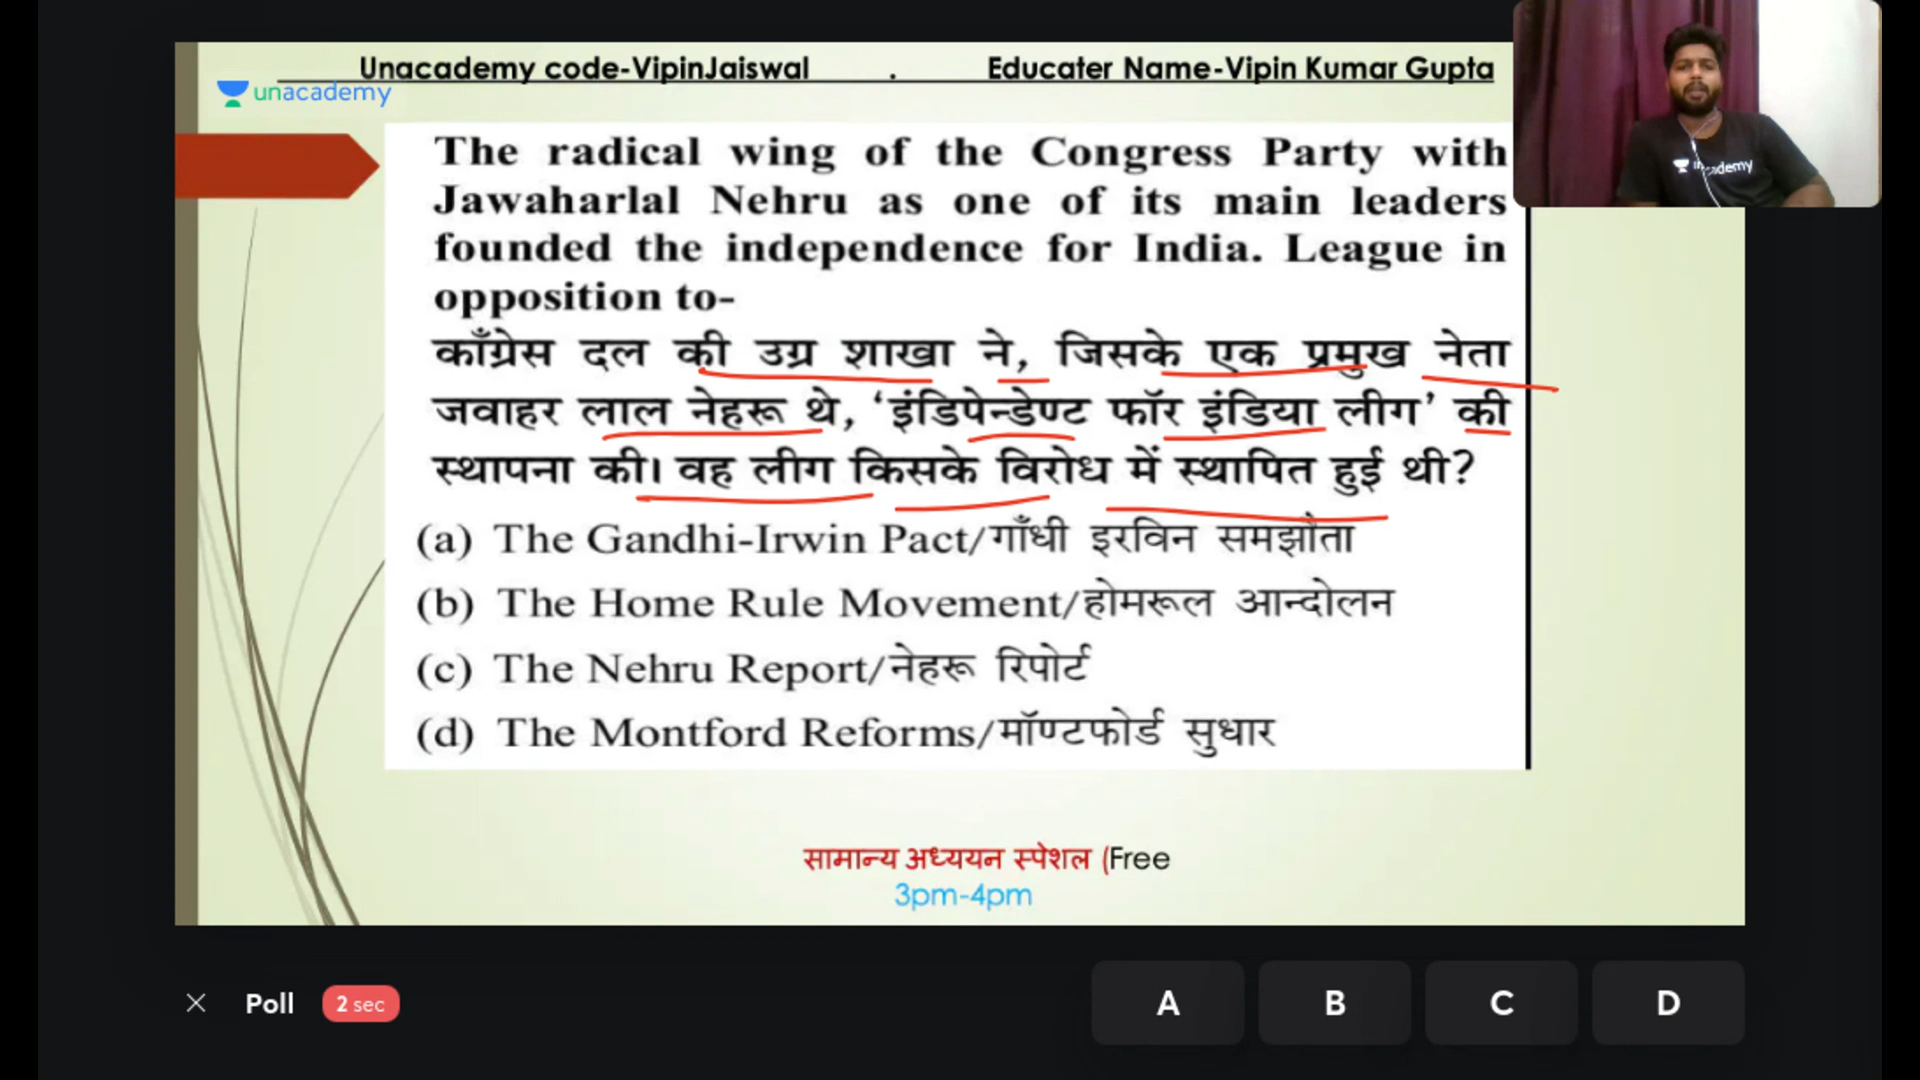 Unacademy code-VipinJaiswal . Educater Name-Vipin Kumar Gupta
unacademy
The radical wing of the Congress Party with
Jawaharlal Nehru as one of its main leaders
founded the independence for India. League in
opposition to-
काँग्रेस दल की उग्र शाखा ने, जिसके एक प्रमुख नेता
जवाहर लाल नेहरू थे, ‘इंडिपेन्डेण्ट फॉर इंडिया लीग’ की
स्थापना की। वह लीग किसके विरोध में स्थापित हुई थी?
(a) The Gandhi-Irwin Pact/गाँधी इरविन समझौता
(b) The Home Rule Movement/होमरूल आन्दोलन
(c) The Nehru Report/नेहरू रिपोर्ट
(d) The Montford Reforms/मॉण्टफोर्ड सुधार
सामान्य अध्ययन स्पेशल (Free
3pm-4pm
Poll 2 sec
A B C D